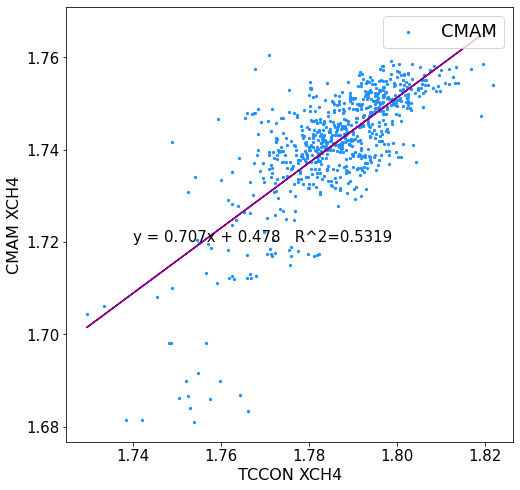 CMAM
1.76
1.74
1.72
1.70
1.68
CMAM XCH4
y = 0.707x + 0.478 R^2=0.5319
1.74 1.76 1.78 1.80 1.82
TCCON XCH4